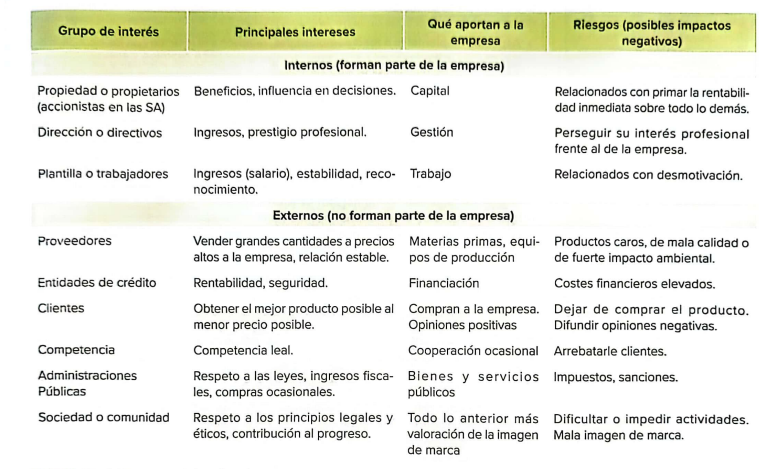 Grupo de interés
Principales intereses
Qué aportan a la
empresa
Riesgos (posibles impactos
negativos)
Internos (forman parte de la empresa)
Propiedad o propietarios
(accionistas en las SA)
Beneficios, influencia en decisiones.
Capital
Relacionados con primar la rentabili-
dad inmediata sobre todo lo demás.
Dirección o directivos
Ingresos, prestigio profesional.
Gestión
Perseguir su interés profesional
frente al de la empresa.
Plantilla o trabajadores
Ingresos (salario), estabilidad, reco-
nocimiento.
Trabajo
Relacionados con desmotivación.
Externos (no forman parte de la empresa)
Proveedores
Vender grandes cantidades a precios
altos a la empresa, relación estable.
Materias primas, equi-
pos de producción
Productos caros, de mala calidad o
de fuerte impacto ambiental.
Entidades de crédito
Rentabilidad, seguridad.
Financiación
Costes financieros elevados.
Clientes
Obtener el mejor producto posible al
menor precio posible.
Compran a la empresa.
Opiniones positivas
Dejar de comprar el producto.
Difundir opiniones negativas.
Competencia
Competencia leal.
Cooperación ocasional
Arrebatarle clientes.
Administraciones
Públicas
Respeto a las leyes, ingresos fisca-
les, compras ocasionales.
Bienes y servicios
públicos
Impuestos, sanciones.
Sociedad o comunidad
Respeto a los principios legales y
éticos, contribución al progreso.
Todo lo anterior más
valoración de la imagen
de marca
Dificultar o impedir actividades.
Mala imagen de marca.